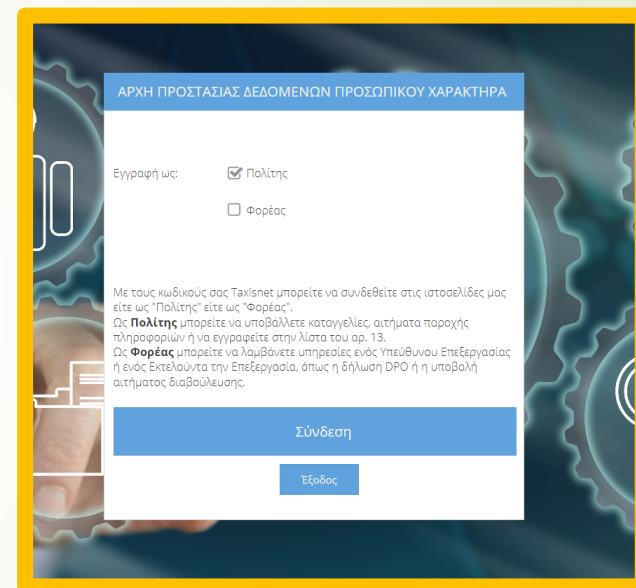 ΑΡΧΗ ΠΡΟΣΤΑΣΙΑΣ ΔΕΔΟΜΕΝΩΝ ΠΡΟΣΩΠΙΚΟΥ ΧΑΡΑΚΤΗΡΑ
Εγγραφή ως: Πολίτης
Φορέας
Με τους κωδικούς σας Taxisnet μπορείτε να συνδεθείτε στις ιστοσελίδες μας
είτε ως "Πολίτης" είτε ως "Φορέας".
Ως Πολίτης μπορείτε να υποβάλλετε καταγγελίες, αιτήματα παροχής
πληροφοριών ή να εγγραφείτε στην λίστα του αρ. 13.
Ως Φορέας μπορείτε να λαμβάνετε υπηρεσίες ενός Υπεύθυνου Επεξεργασίας
ή ενός Εκτελούντα την Επεξεργασία, όπως η δήλωση DPO ή η υποβολή
αιτήματος διαβούλευσης.
Σύνδεση
Έξοδος